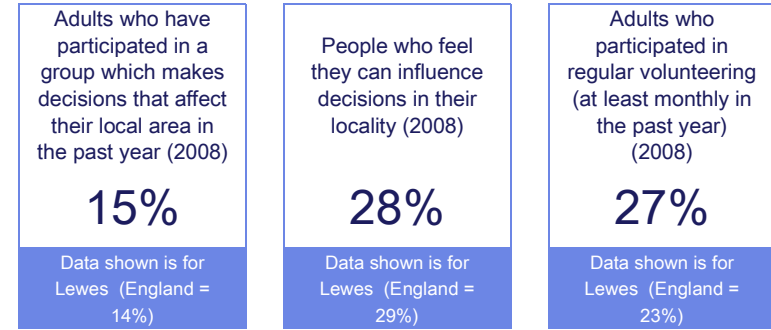 Adults who have
participated in a
group which makes
decisions that affect
their local area in
the past year (2008)
15%
Data shown is for
Lewes (England =
14%)
People who feel
they can influence
decisions in their
locality (2008)
28%
Data shown is for
Lewes (England =
29%)
Adults who
participated in
regular volunteering
(at least monthly in
the past year)
(2008)
27%
Data shown is for
Lewes (England =
23%)